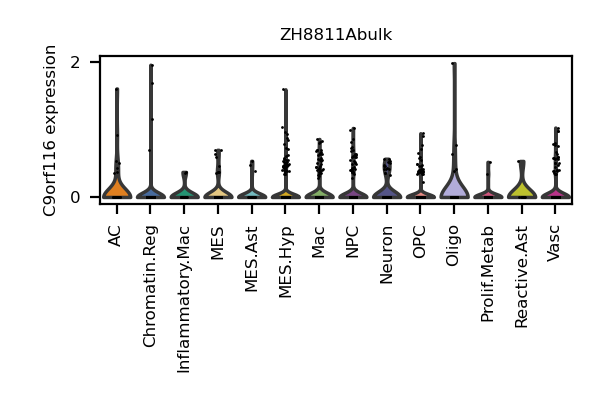 ZH8811Abulk
C9orf116 expression
2
0
AC
Chromatin.Reg
Inflammatory.Mac
MES
MES.Ast
MES.Hyp
Mac
NPC
Neuron
OPC
Oligo
Prolif.Metab
Reactive.Ast
Vasc